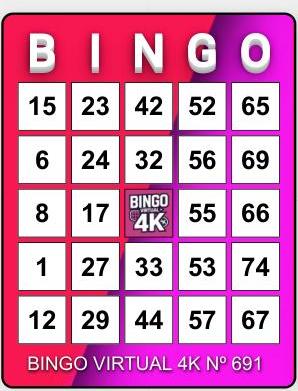 B I N G O
15 23 42 52 65
6 24 32 56 69
8 17 BINGO VIRTUAL 4K 55 66
1 27 33 53 74
12 29 44 57 67
BINGO VIRTUAL 4K Nº 691